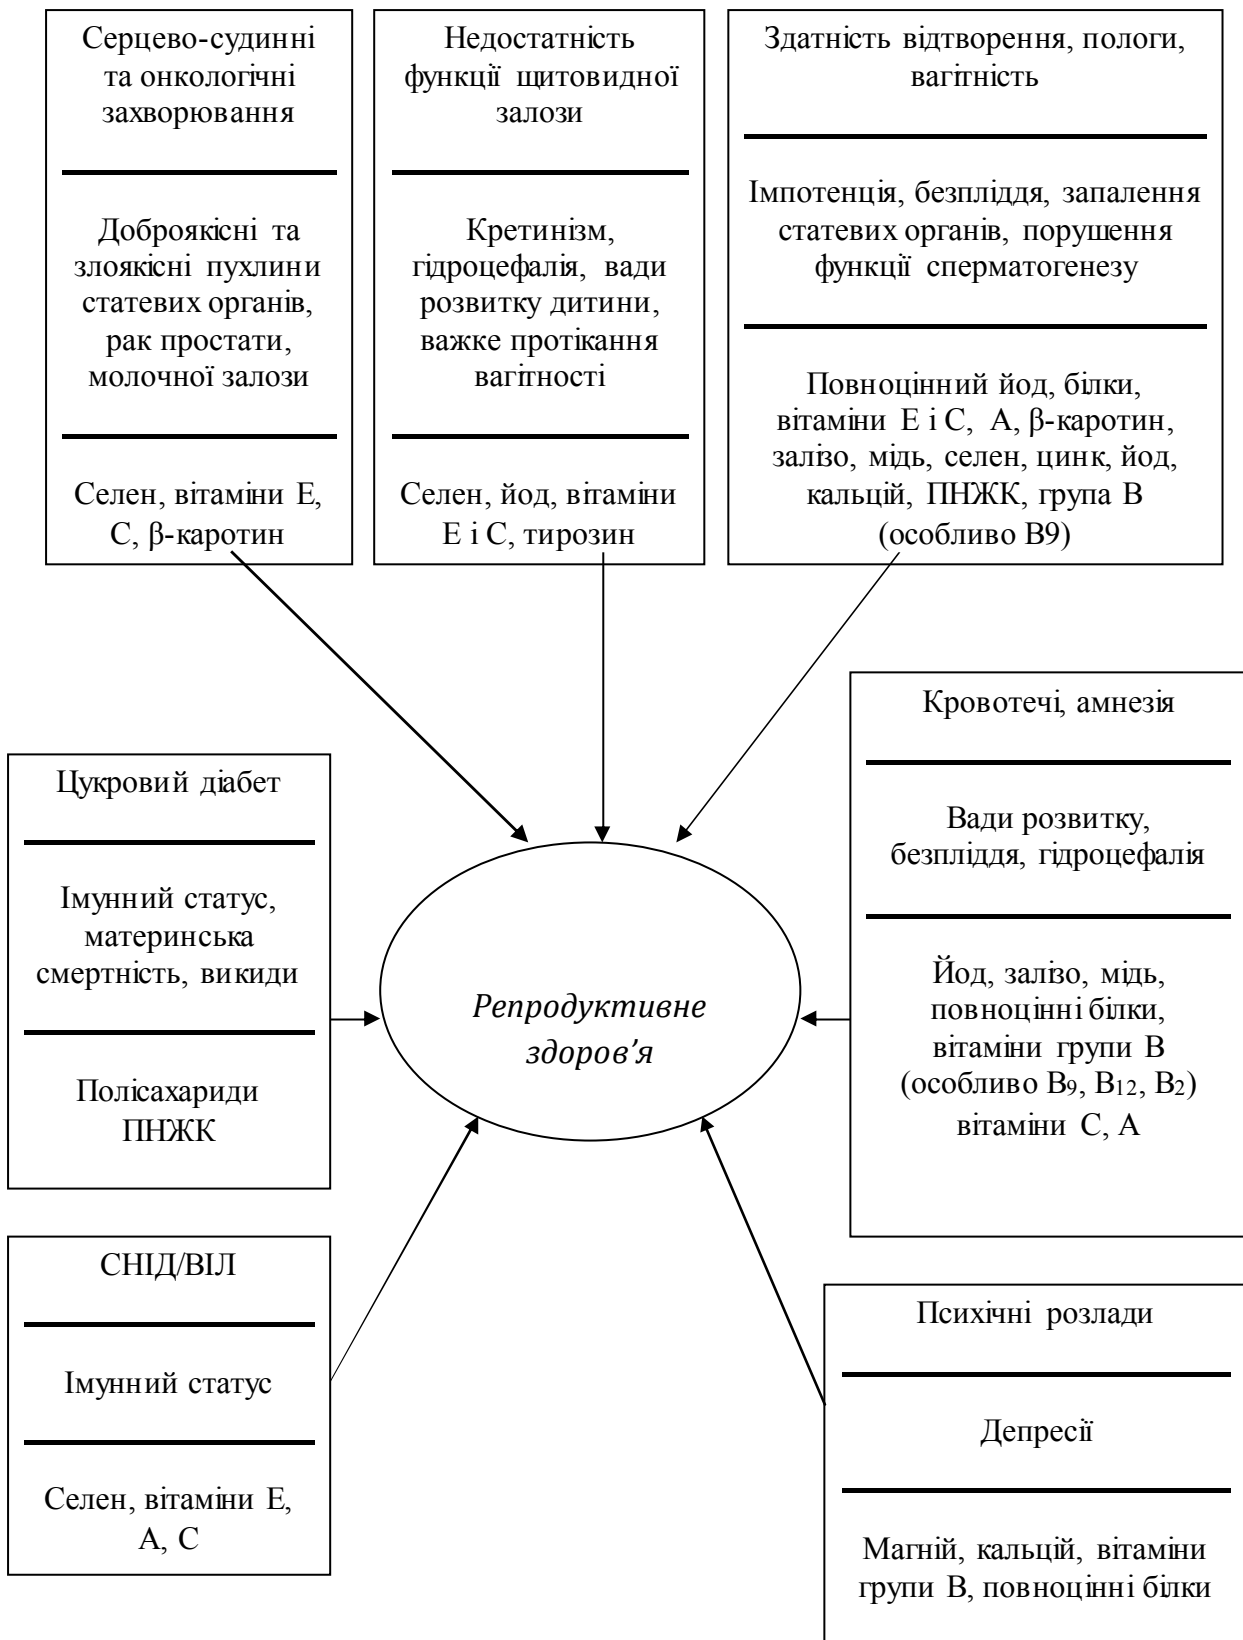 Серцево-судинні
та онкологічні
захворювання
Доброякісні та
злоякісні пухлини
статевих органів,
рак простати,
молочної залози
Селен, вітаміни Е,
С, β-каротин
Недостатність
функції щитовидної
залози
Кретинізм,
гідроцефалія, вади
розвитку дитини,
важке протікання
вагітності
Селен, йод, вітаміни
Е і С, тирозин
Здатність відтворення, пологи,
вагітність
Імпотенція, безпліддя, запалення
статевих органів, порушення
функції сперматогенезу
Повноцінний йод, білки,
вітаміни Е і С, А, β-каротин,
залізо, мідь, селен, цинк, йод,
кальцій, ПНЖК, група В
(особливо В9)
Цукровий діабет
Імунний статус,
материнська
смертність, викиди
Полісахариди
ПНЖК
Репродуктивне
здоров’я
Кровотечі, амнезія
Вади розвитку,
безпліддя, гідроцефалія
Йод, залізо, мідь,
повноцінні білки,
вітаміни групи В
(особливо В9, В12, В2)
вітаміни С, А
СНІД/ВІЛ
Імунний статус
Селен, вітаміни Е,
А, С
Психічні розлади
Депресії
Магній, кальцій, вітаміни
групи В, повноцінні білки